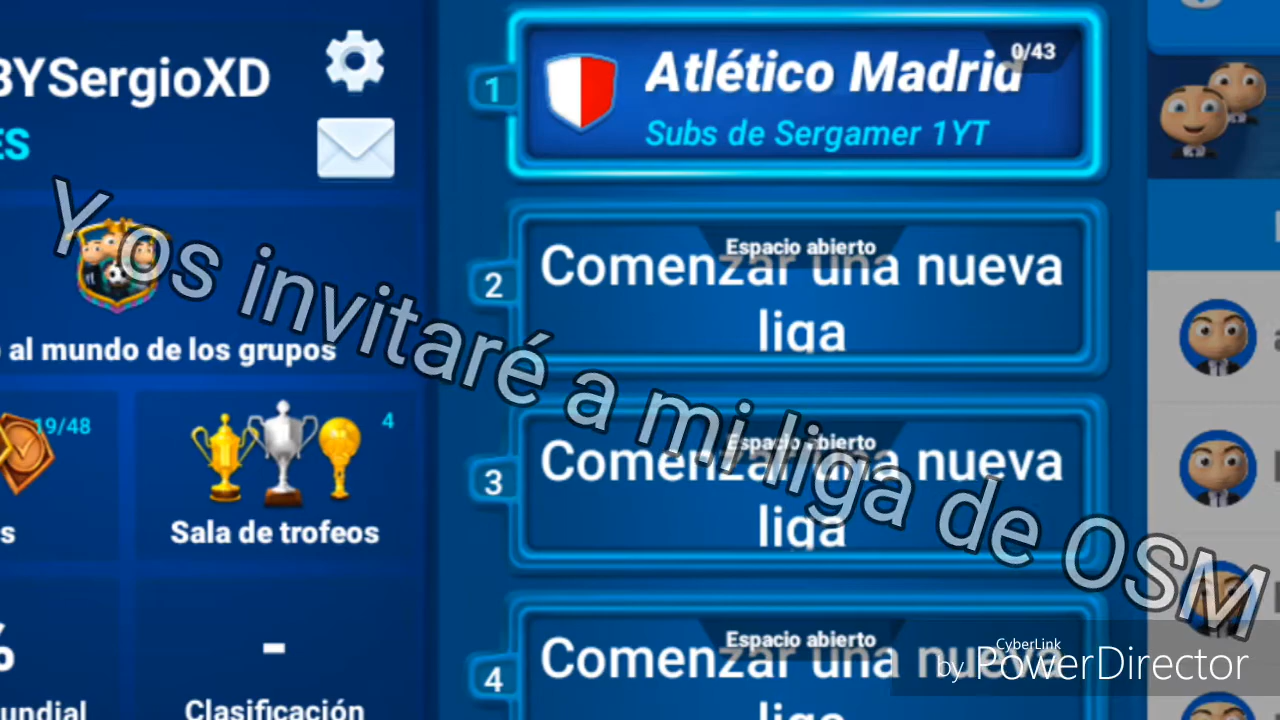 BYSergioXD
ES
al mundo de los grupos
19/48
4
s
Sala de trofeos
%
-
undial
Clasificación
1
Atlético Madrid
0/43
Subs de Sergamer 1YT
2
Espacio abierto
Comenzar una nueva
liga
3
Espacio abierto
Comenzar una nueva
liga
4
Espacio abierto
Comenzar una nueva
liga
Y os invitaré a mi liga de OSM
CyberLink
by PowerDirector